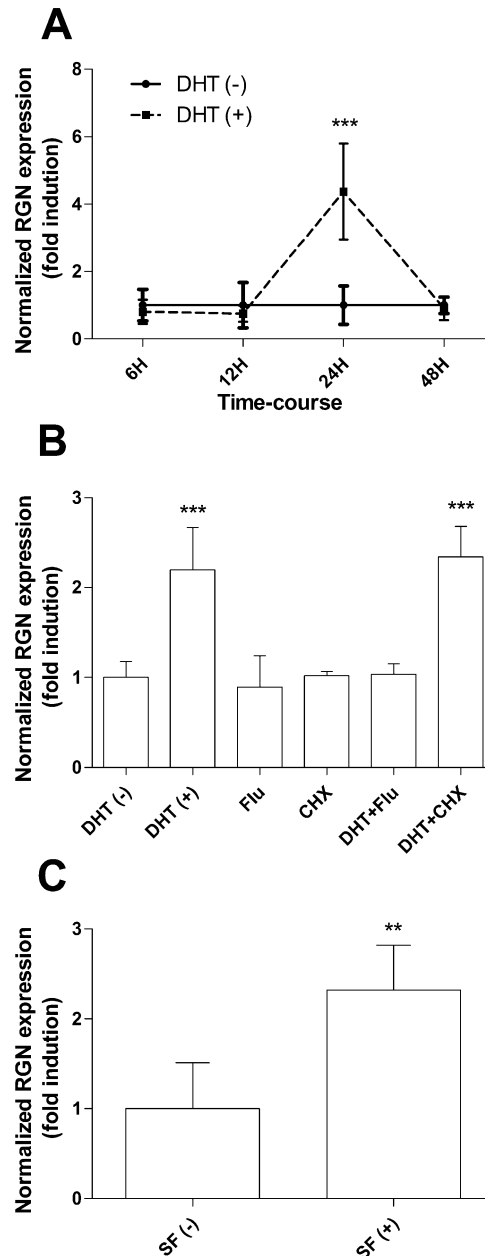 A
Normalized RGN expression
(fold indution)
8
6
4
2
0
DHT (-)
DHT (+)
***
6H
12H
24H
48H
Time-course
B
Normalized RGN expression
(fold indution)
3
2
1
0
***
***
DHT (-)
DHT (+)
Flu
CHX
DHT+Flu
DHT+CHX
C
Normalized RGN expression
(fold indution)
3
2
1
0
**
SF (-)
SF (+)